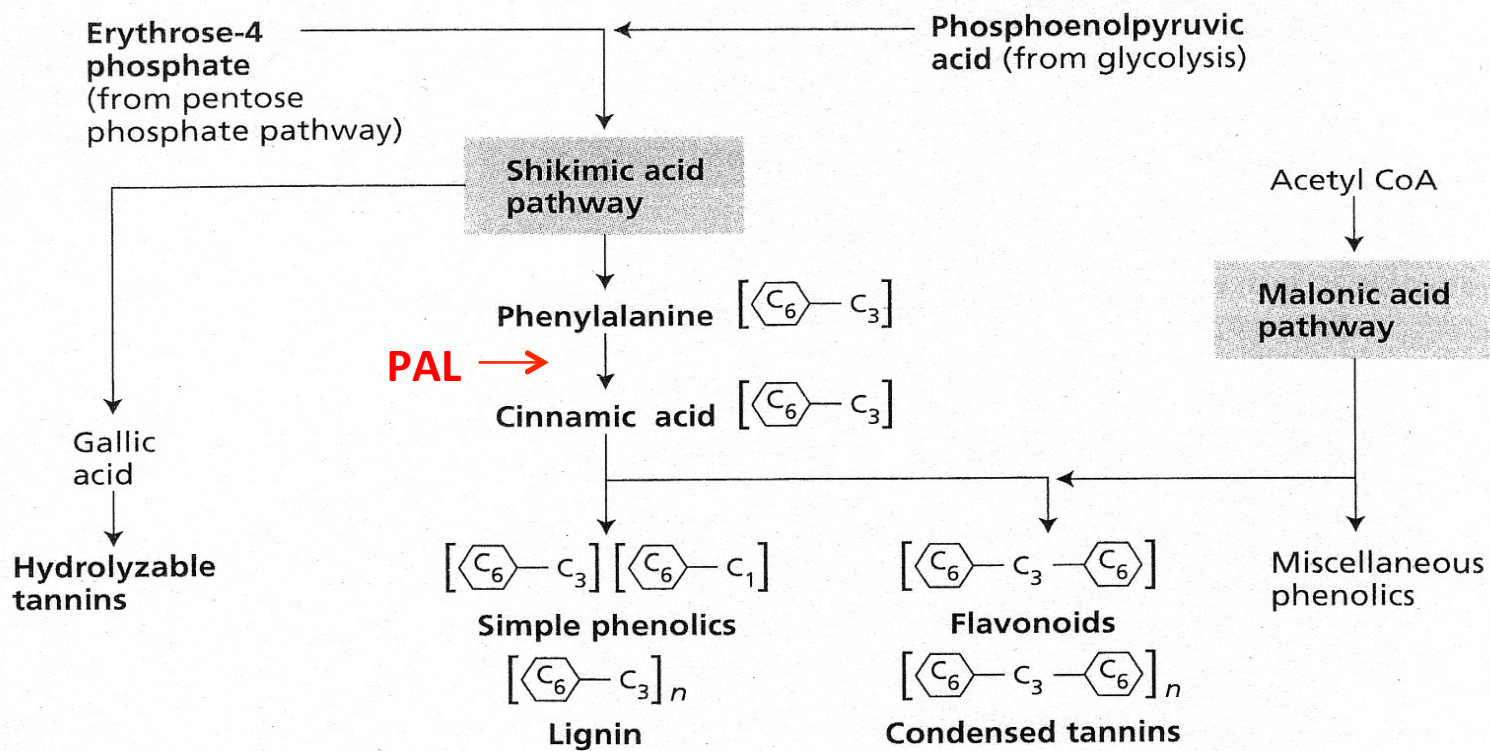 Erythrose-4
phosphate
(from pentose
phosphate pathway)
Phosphoenolpyruvic
acid (from glycolysis)
Shikimic acid
pathway
Acetyl CoA
Malonic acid
pathway
Phenylalanine [C6 — C3]
PAL
Cinnamic acid [C6 — C3]
Gallic
acid
Hydrolyzable
tannins
[C6 — C3] [C6 — C1]
Simple phenolics
[C6 — C3]n
Lignin
[C6 — C3 — C6]
Flavonoids
[C6 — C3 — C6]n
Condensed tannins
Miscellaneous
phenolics